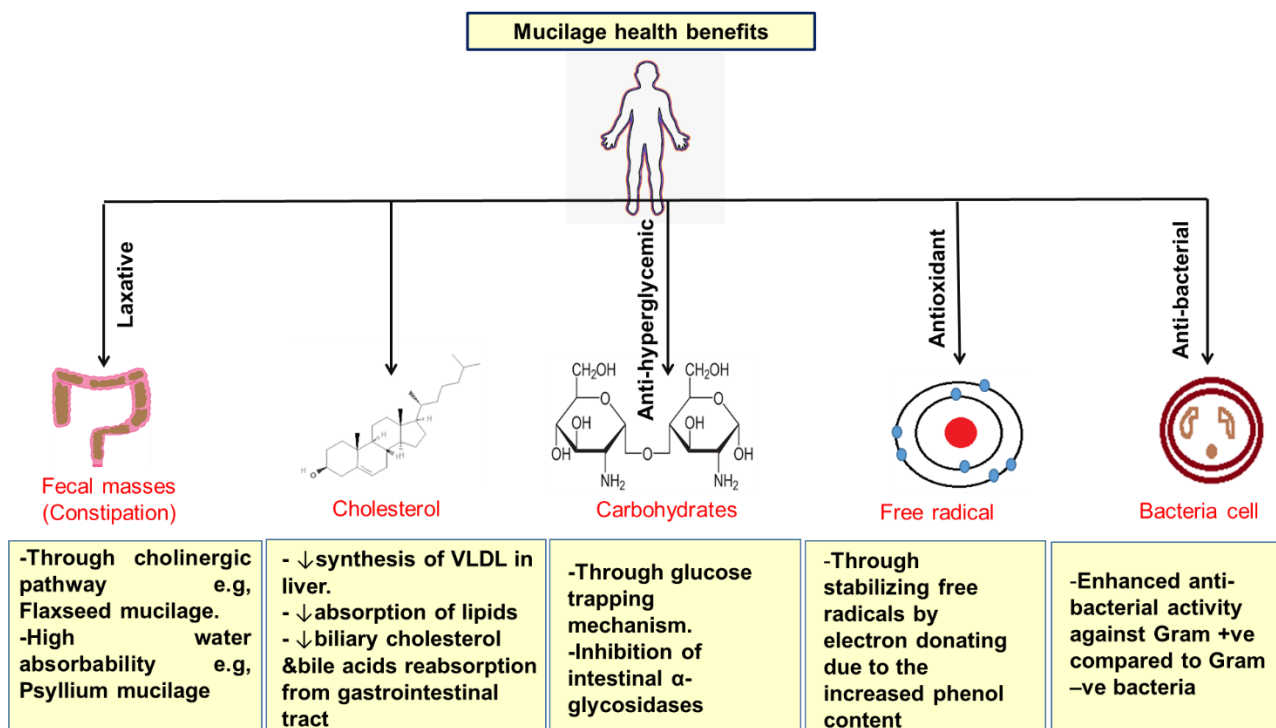 Mucilage health benefits
Laxative
Anti-hyperglycemic
Antioxidant
Anti-bacterial
H
O
H
H
H
CH₂OH
O
OH
OH
NH₂
O
CH₂OH
O
OH
OH
NH₂
Fecal masses
(Constipation)
Cholesterol
Carbohydrates
Free radical
Bacteria cell
-Through cholinergic
pathway e.g,
Flaxseed mucilage.
-High water
absorbability e.g,
Psyllium mucilage
- ↓synthesis of VLDL in
liver.
- ↓absorption of lipids
- ↓biliary cholesterol
&bile acids reabsorption
from gastrointestinal
tract
-Through glucose
trapping
mechanism.
-Inhibition of
intestinal α-
glycosidases
-Through
stabilizing free
radicals by
electron donating
due to the
increased phenol
content
-Enhanced anti-
bacterial activity
against Gram +ve
compared to Gram
–ve bacteria